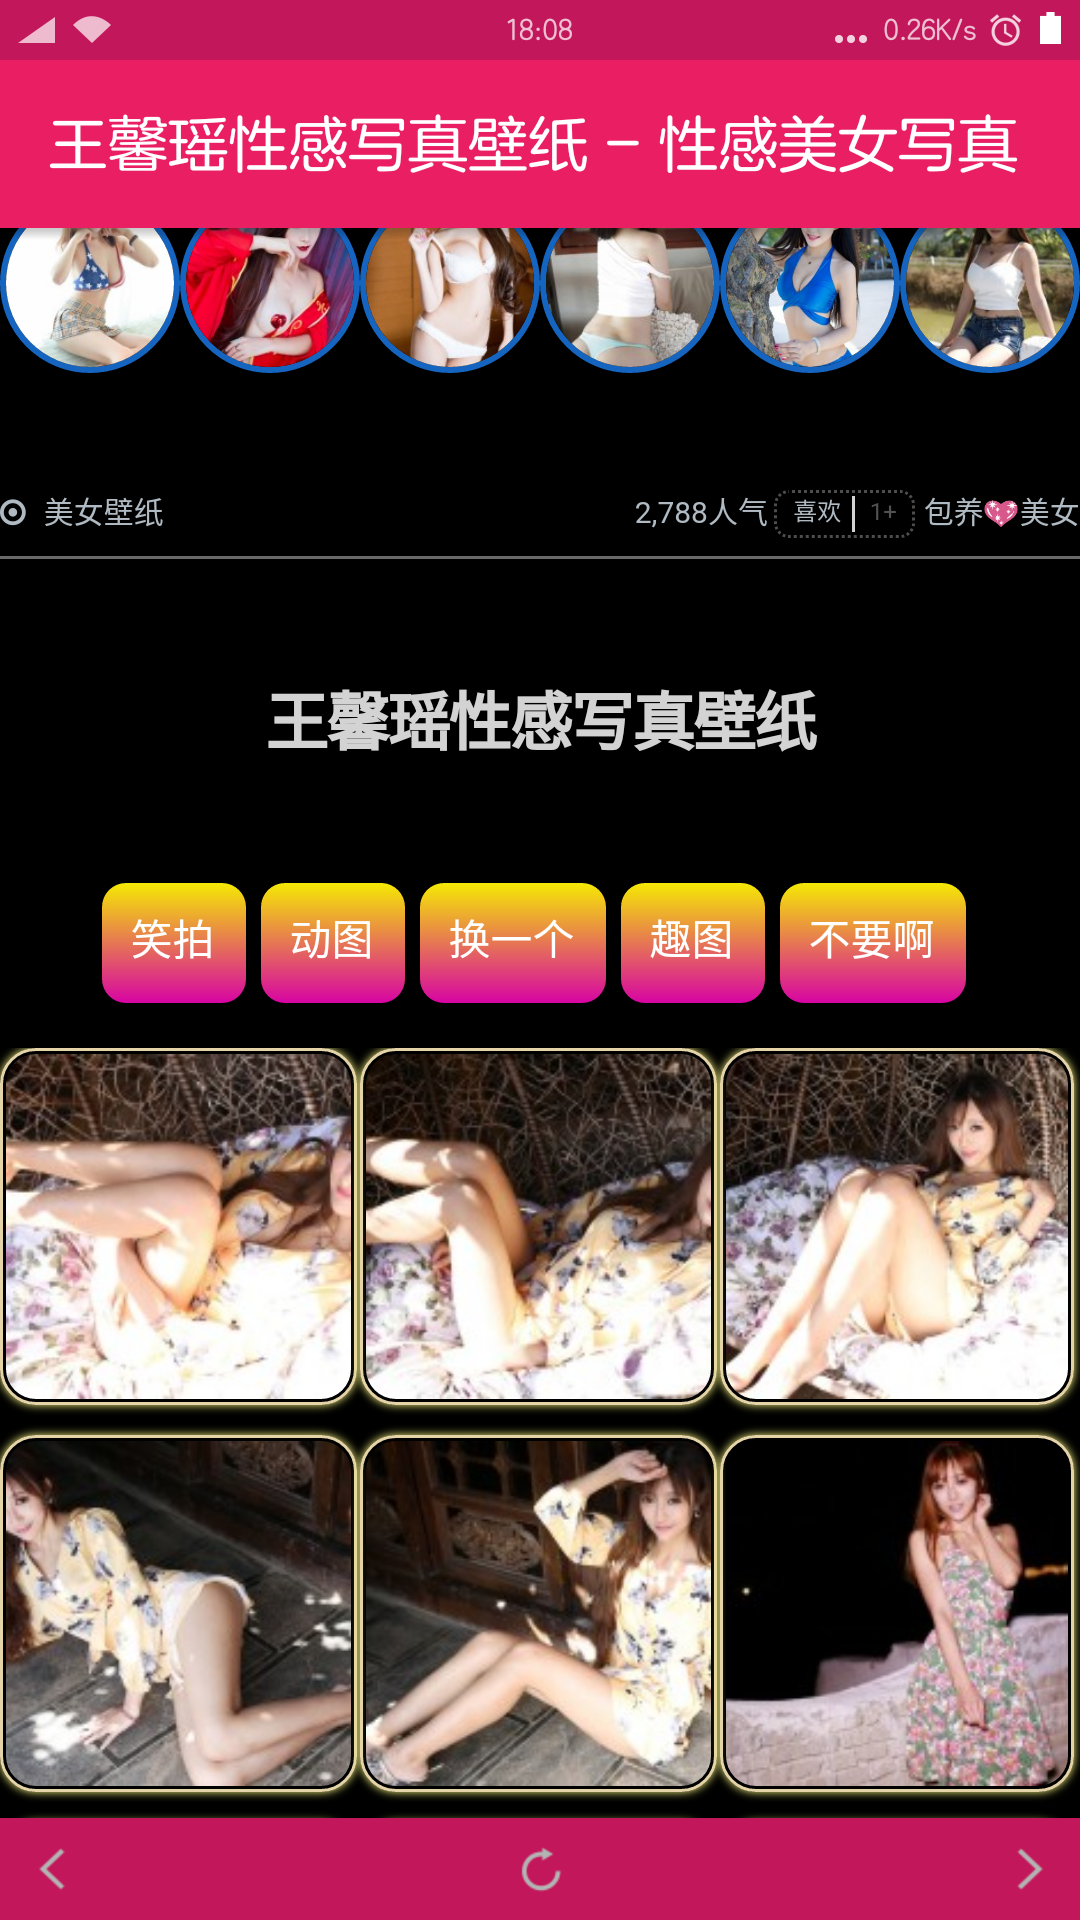 18:08
0.26K/s
王馨瑶性感写真壁纸 - 性感美女写真
美女壁纸
2,788人气 喜欢 1+ 包养💖美女
王馨瑶性感写真壁纸
笑拍 动图 换一个 趣图 不要啊